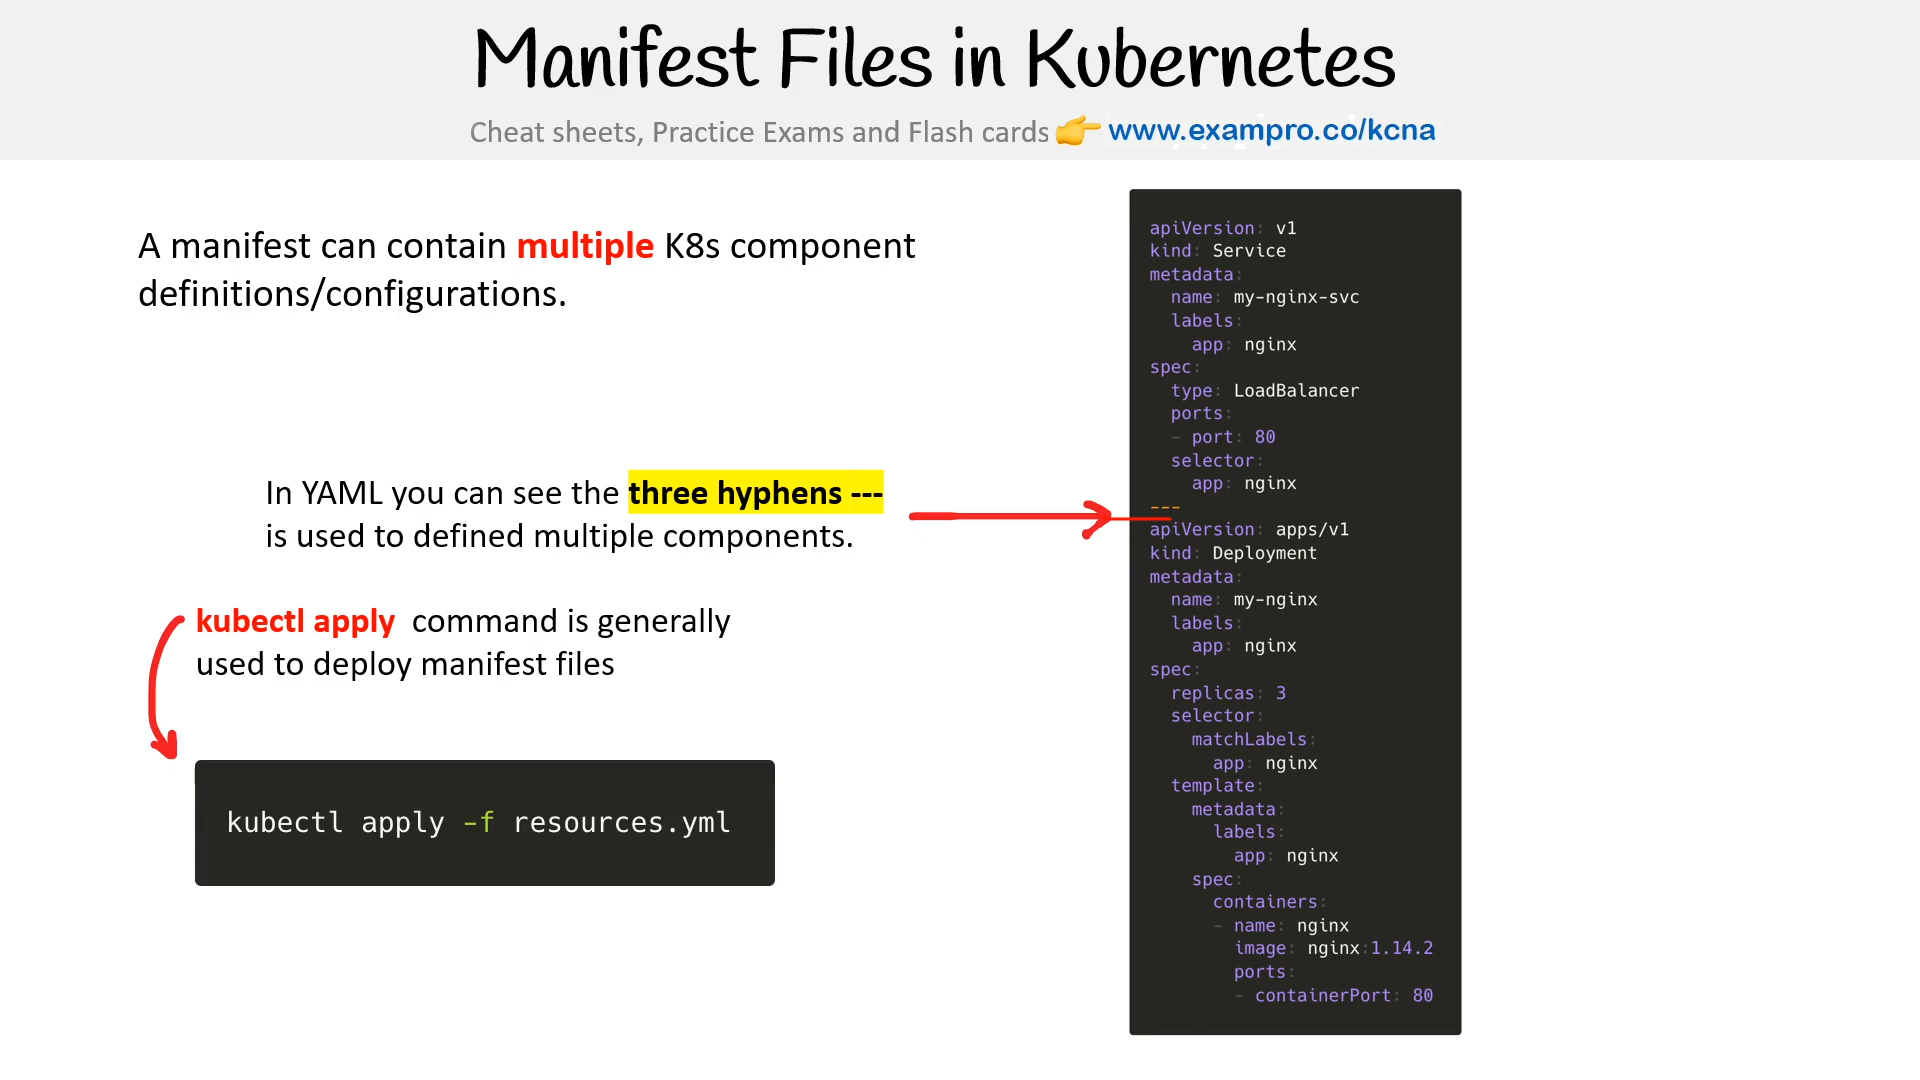 Manifest Files in Kubernetes
Cheat sheets, Practice Exams and Flash cards 👉 www.exampro.co/kcna
A manifest can contain multiple K8s component
definitions/configurations.
In YAML you can see the three hyphens ---
is used to defined multiple components.
kubectl apply command is generally
used to deploy manifest files
kubectl apply -f resources.yml
apiVersion: v1
kind: Service
metadata:
  name: my-nginx-svc
  labels:
    app: nginx
spec:
  type: LoadBalancer
  ports:
  - port: 80
  selector:
    app: nginx
---
apiVersion: apps/v1
kind: Deployment
metadata:
  name: my-nginx
  labels:
    app: nginx
spec:
  replicas: 3
  selector:
    matchLabels:
      app: nginx
  template:
    metadata:
      labels:
        app: nginx
    spec:
      containers:
      - name: nginx
        image: nginx:1.14.2
        ports:
        - containerPort: 80